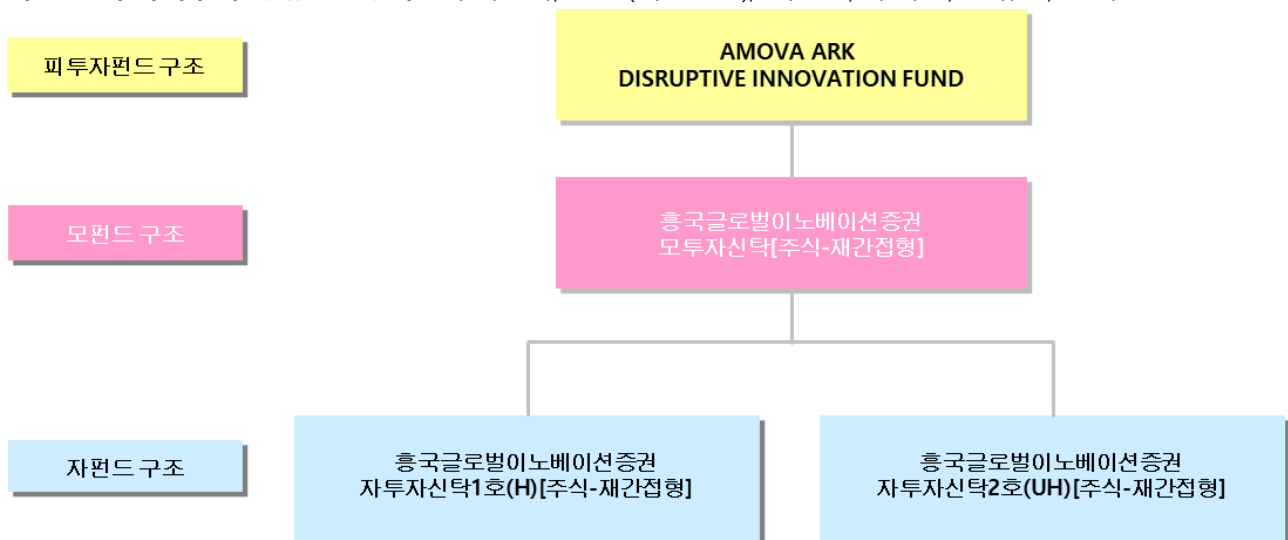 피투자펀드 구조
AMOVA ARK
DISRUPTIVE INNOVATION FUND
모펀드 구조
흥국글로벌이노베이션증권
모투자신탁[주식-재간접형]
자펀드 구조
흥국글로벌이노베이션증권
자투자신탁1호(H)[주식-재간접형]
흥국글로벌이노베이션증권
자투자신탁2호(UH)[주식-재간접형]